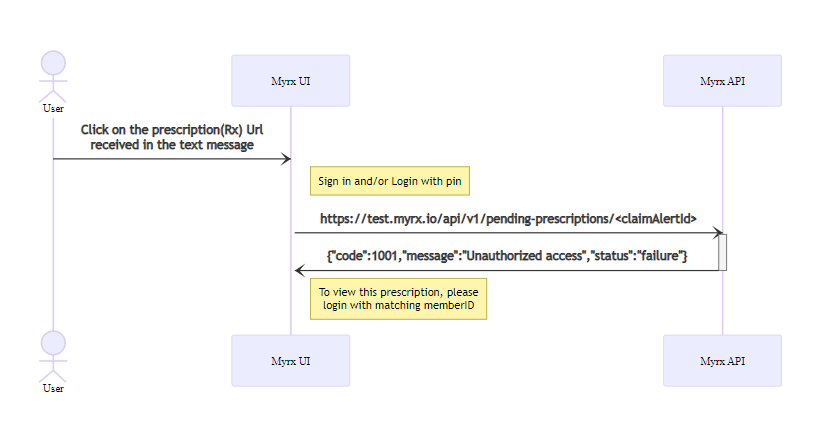 Myrx UI
Myrx API
User
Click on the prescription(Rx) Url
received in the text message
Sign in and/or Login with pin
https://test.myrx.io/api/v1/pending-prescriptions/<claimAlertId>
{"code":1001,"message":"Unauthorized access","status":"failure"}
To view this prescription, please
login with matching memberID
Myrx UI
Myrx API
User